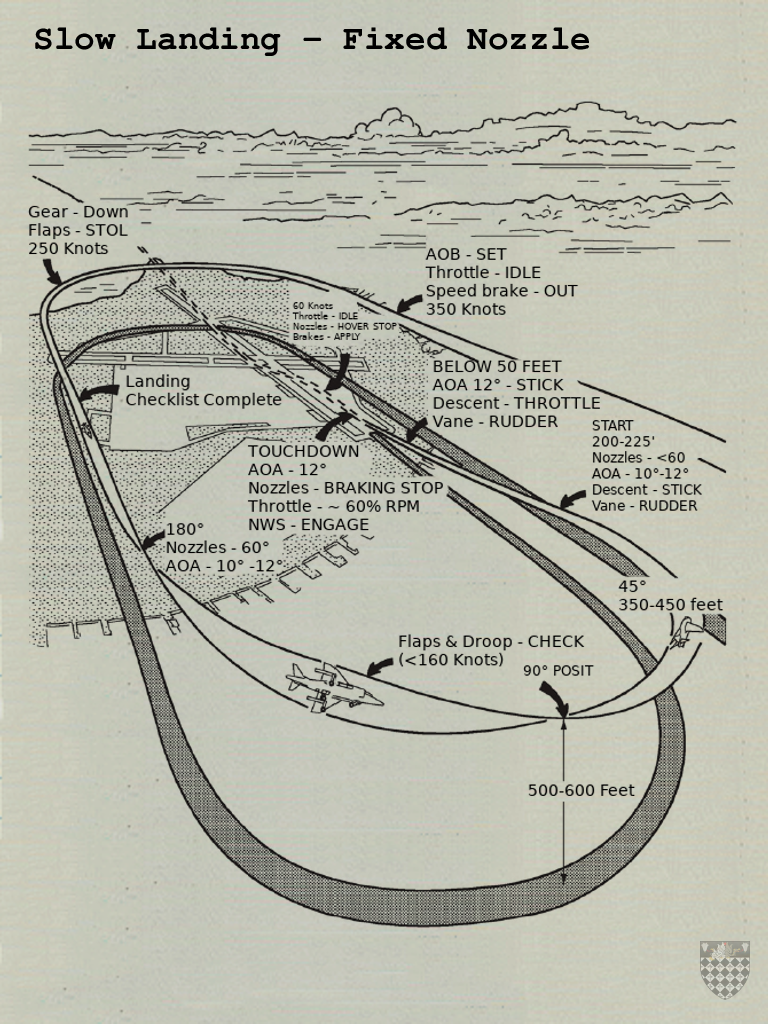 Slow Landing – Fixed Nozzle
Gear - Down
Flaps - STOL
250 Knots
AOB - SET
Throttle - IDLE
Speed brake - OUT
350 Knots
60 Knots
Throttle - IDLE
Nozzles - HOVER STOP
Brakes - APPLY
Landing
Checklist Complete
BELOW 50 FEET
AOA 12° - STICK
Descent - THROTTLE
Vane - RUDDER
START
200-225'
Nozzles - <60
AOA - 10°-12°
Descent - STICK
Vane - RUDDER
TOUCHDOWN
AOA - 12°
Nozzles - BRAKING STOP
Throttle - ~ 60% RPM
NWS - ENGAGE
180°
Nozzles - 60°
AOA - 10° -12°
45°
350-450 feet
Flaps & Droop - CHECK
(<160 Knots)
90° POSIT
500-600 Feet